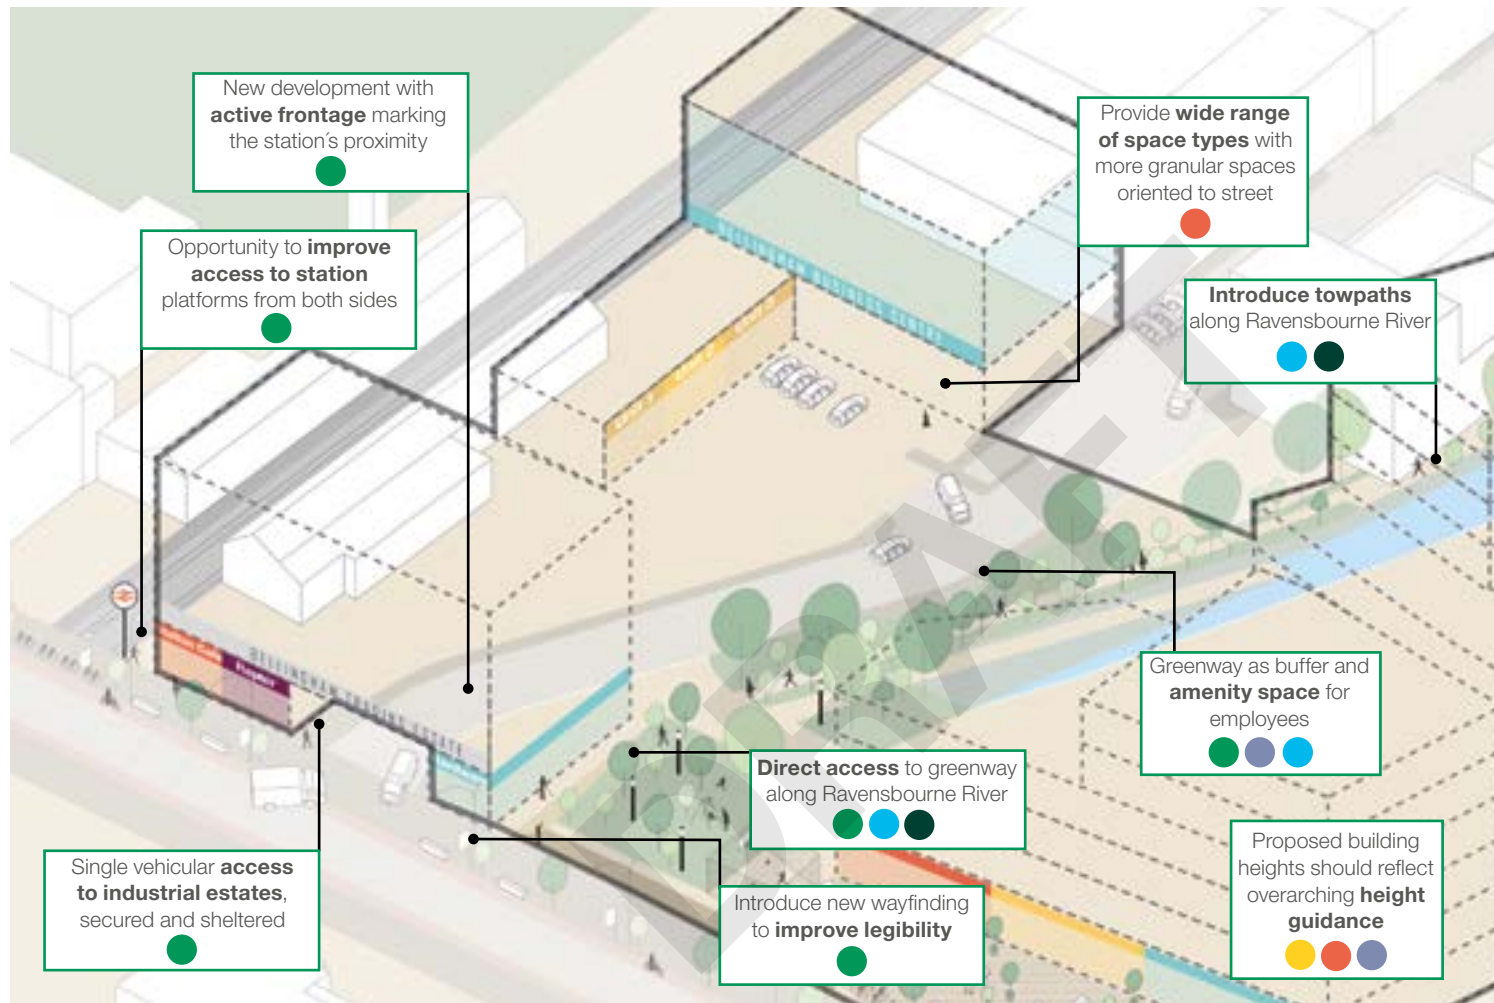 New development with
active frontage marking
the station´s proximity
Provide wide range
of space types with
more granular spaces
oriented to street
Opportunity to improve
access to station
platforms from both sides
Introduce towpaths
along Ravensbourne River
Greenway as buffer and
amenity space for
employees
BELLINGHAM TRADING ESTATE
Direct access to greenway
along Ravensbourne River
Single vehicular access
to industrial estates,
secured and sheltered
Introduce new wayfinding
to improve legibility
Proposed building
heights should reflect
overarching height
guidance
DRAFT